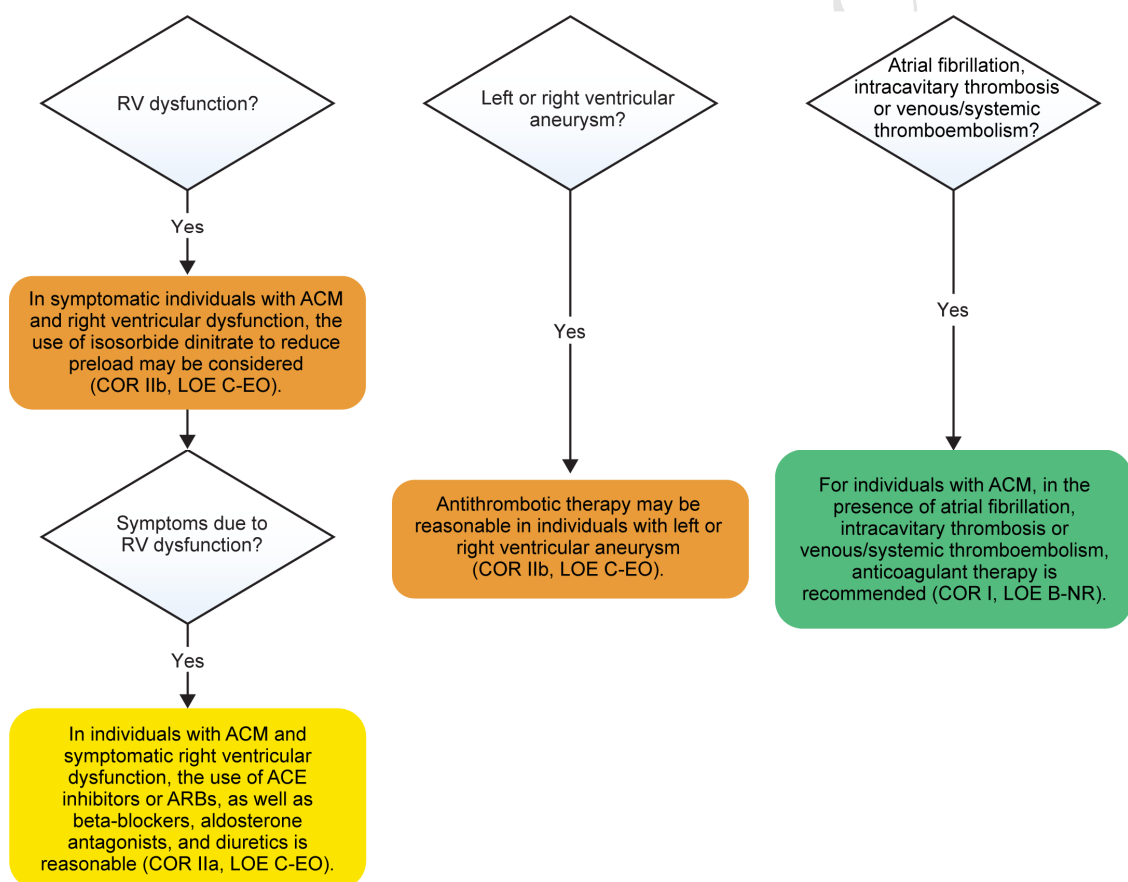 RV dysfunction?
Yes
In symptomatic individuals with ACM
and right ventricular dysfunction, the
use of isosorbide dinitrate to reduce
preload may be considered
(COR IIb, LOE C-EO).
Symptoms due to
RV dysfunction?
Yes
In individuals with ACM and
symptomatic right ventricular
dysfunction, the use of ACE
inhibitors or ARBs, as well as
beta-blockers, aldosterone
antagonists, and diuretics is
reasonable (COR IIa, LOE C-EO).
Left or right ventricular
aneurysm?
Yes
Antithrombotic therapy may be
reasonable in individuals with left or
right ventricular aneurysm
(COR IIb, LOE C-EO).
Atrial fibrillation,
intracavitary thrombosis
or venous/systemic
thromboembolism?
Yes
For individuals with ACM, in the
presence of atrial fibrillation,
intracavitary thrombosis or
venous/systemic thromboembolism,
anticoagulant therapy is
recommended (COR I, LOE B-NR).